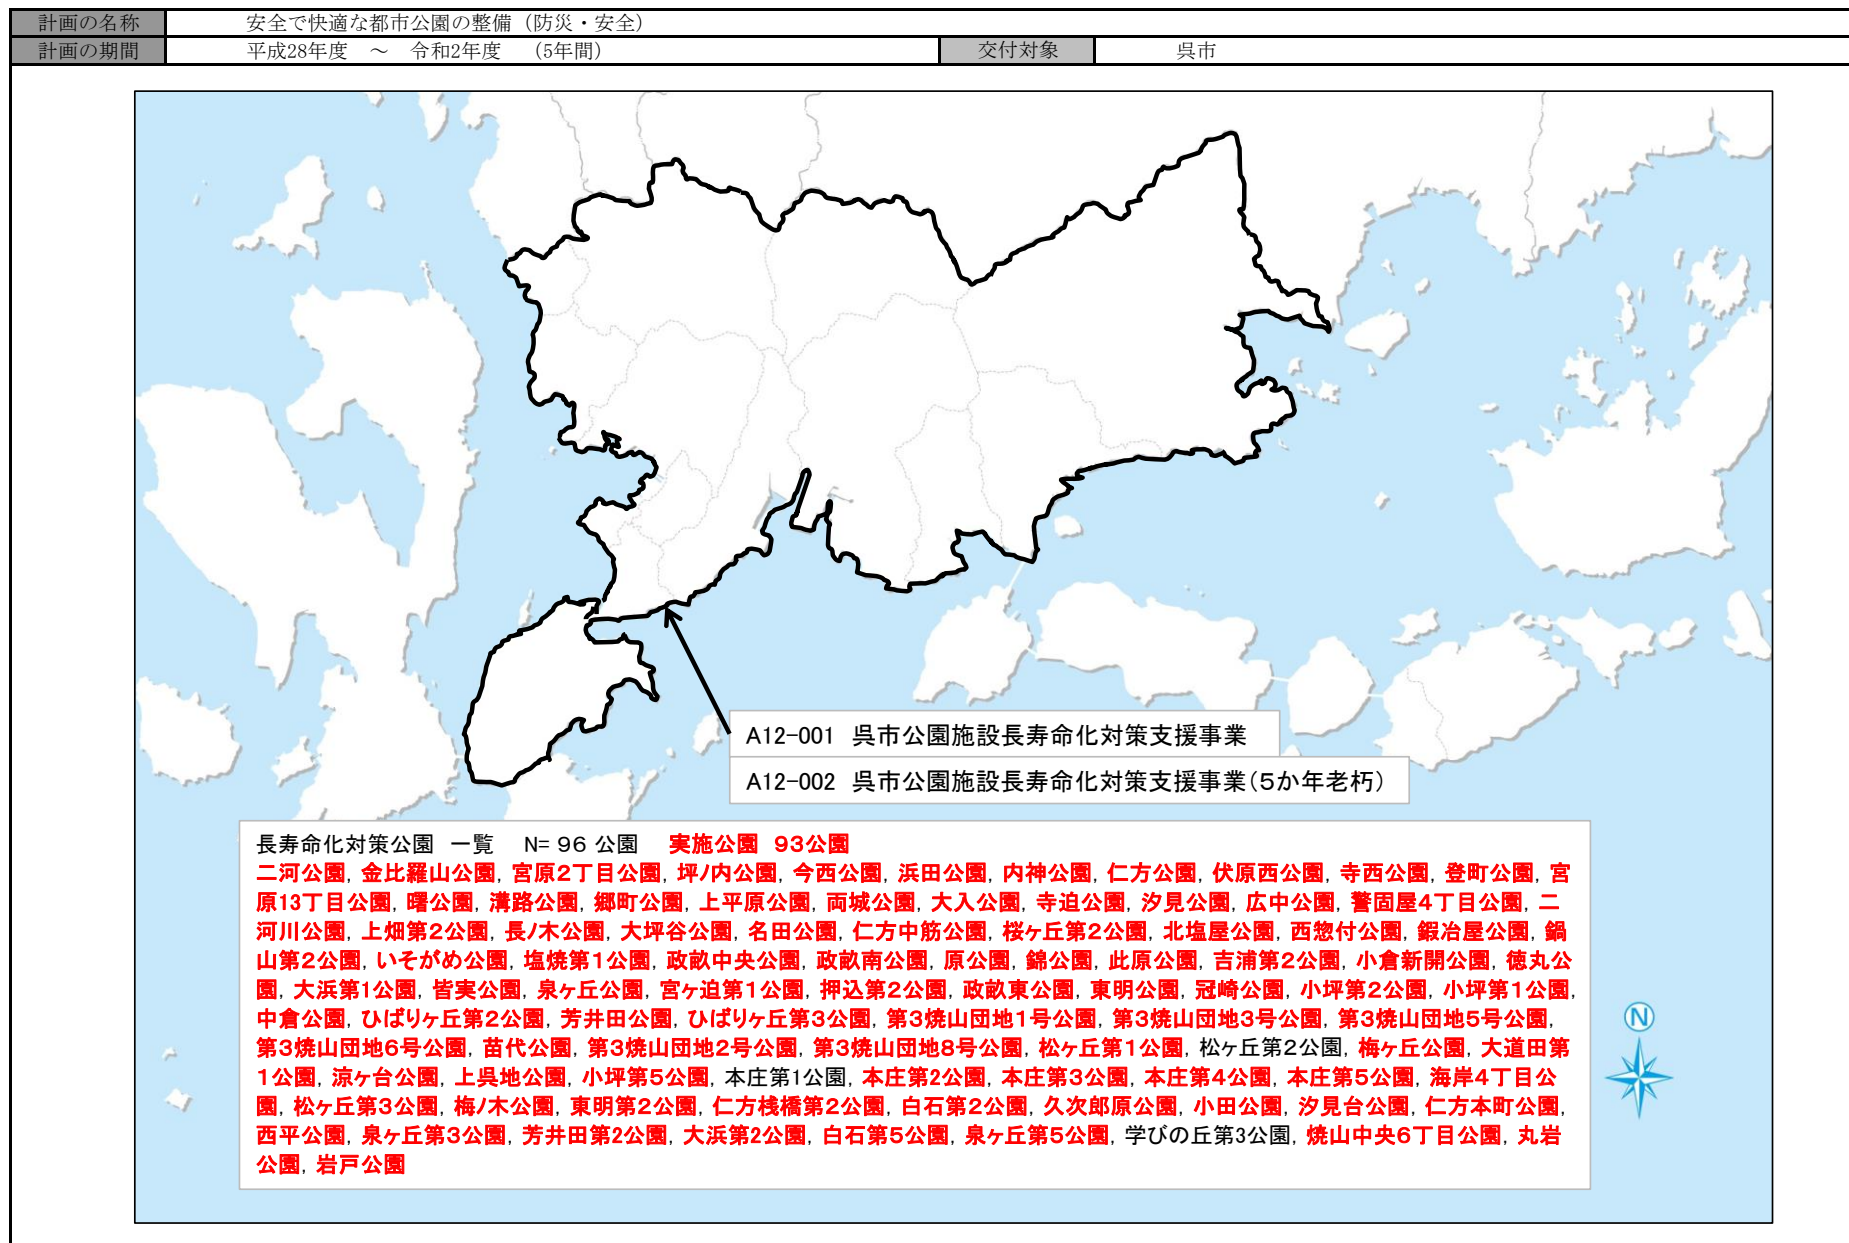 計画の名称 安全で快適な都市公園の整備（防災・安全）
計画の期間 平成28年度 ～ 令和2年度 （5年間） 交付対象 呉市
A12-001 呉市公園施設長寿命化対策支援事業
A12-002 呉市公園施設長寿命化対策支援事業（5か年老朽）
長寿命化対策公園 一覧 N= 96 公園 実施公園 93公園
二河公園, 金比羅山公園, 宮原2丁目公園, 坪ノ内公園, 今西公園, 浜田公園, 内神公園, 仁方公園, 伏原西公園, 寺西公園, 登町公園, 宮
原13丁目公園, 曙公園, 溝路公園, 郷町公園, 上平原公園, 両城公園, 大入公園, 寺迫公園, 汐見公園, 広中公園, 警固屋4丁目公園, 二
河川公園, 上畑第2公園, 長ノ木公園, 大坪谷公園, 名田公園, 仁方中筋公園, 桜ヶ丘第2公園, 北塩屋公園, 西惣付公園, 鍛冶屋公園, 鍋
山第2公園, いそがめ公園, 塩焼第1公園, 政畝中央公園, 政畝南公園, 原公園, 錦公園, 此原公園, 吉浦第2公園, 小倉新開公園, 徳丸公
園, 大浜第1公園, 皆実公園, 泉ヶ丘公園, 宮ヶ迫第1公園, 押込第2公園, 政畝東公園, 東明公園, 冠崎公園, 小坪第2公園, 小坪第1公園,
中倉公園, ひばりヶ丘第2公園, 芳井田公園, ひばりヶ丘第3公園, 第3焼山団地1号公園, 第3焼山団地3号公園, 第3焼山団地5号公園,
第3焼山団地6号公園, 苗代公園, 第3焼山団地2号公園, 第3焼山団地8号公園, 松ヶ丘第1公園, 松ヶ丘第2公園, 梅ヶ丘公園, 大道田第
1公園, 涼ヶ台公園, 上呉地公園, 小坪第5公園, 本庄第1公園, 本庄第2公園, 本庄第3公園, 本庄第4公園, 本庄第5公園, 海岸4丁目公
園, 松ヶ丘第3公園, 梅ノ木公園, 東明第2公園, 仁方桟橋第2公園, 白石第2公園, 久次郎原公園, 小田公園, 汐見台公園, 仁方本町公園,
西平公園, 泉ヶ丘第3公園, 芳井田第2公園, 大浜第2公園, 白石第5公園, 泉ヶ丘第5公園, 学びの丘第3公園, 焼山中央6丁目公園, 丸岩
公園, 岩戸公園
N